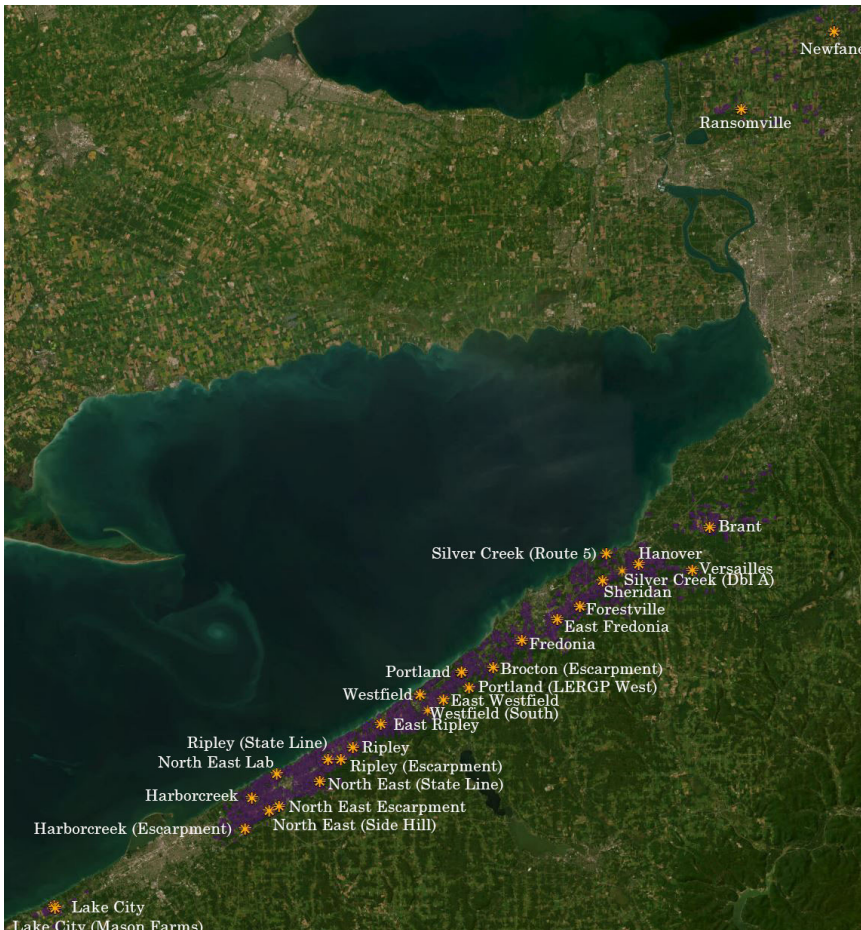 Newfane
Ransomville
Brant
Silver Creek (Route 5)
Hanover
Versailles
Silver Creek (Dbl A)
Sheridan
Forestville
East Fredonia
Fredonia
Portland
Brocton (Escarpment)
Portland (LERGP West)
Westfield
East Westfield
Westfield (South)
East Ripley
Ripley (State Line)
Ripley
North East Lab
Ripley (Escarpment)
North East (State Line)
Harborcreek
North East Escarpment
North East (Side Hill)
Harborcreek (Escarpment)
Lake City
Lake City (Mason Farms)